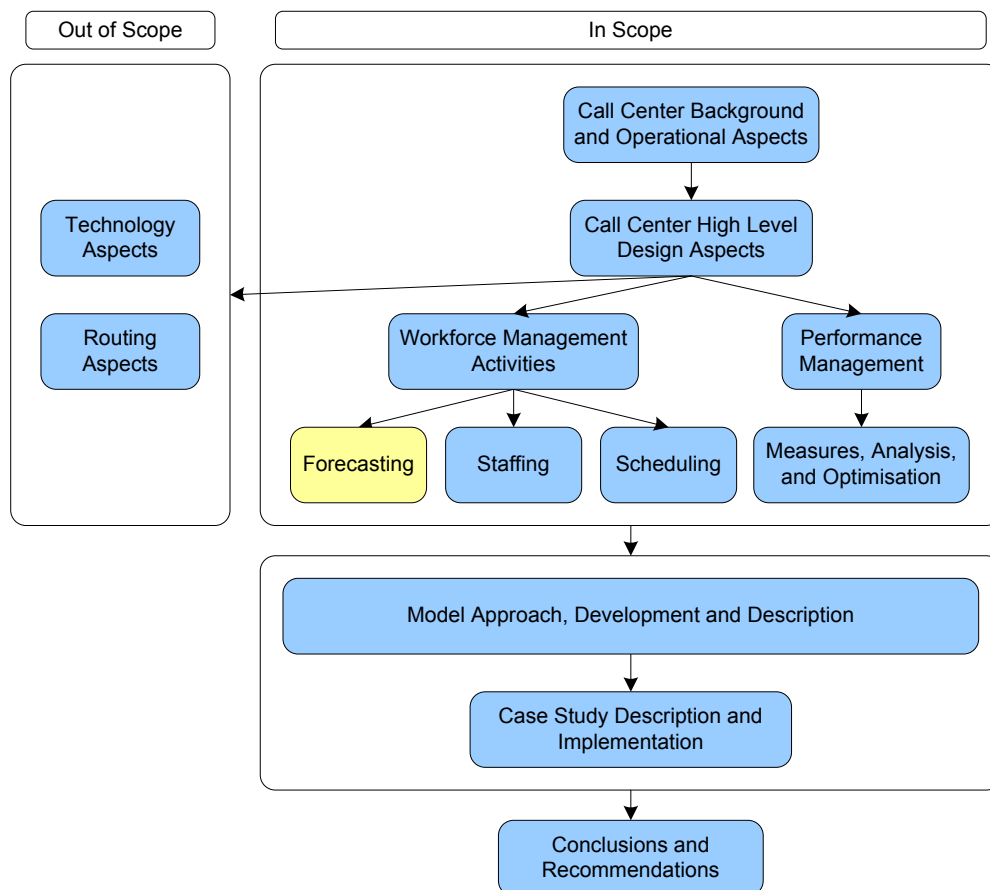 Out of Scope
In Scope
Call Center Background
and Operational Aspects
Technology
Aspects
Call Center High Level
Design Aspects
Routing
Aspects
Workforce Management
Activities
Performance
Management
Forecasting
Staffing
Scheduling
Measures, Analysis,
and Optimisation
Model Approach, Development and Description
Case Study Description and
Implementation
Conclusions and
Recommendations